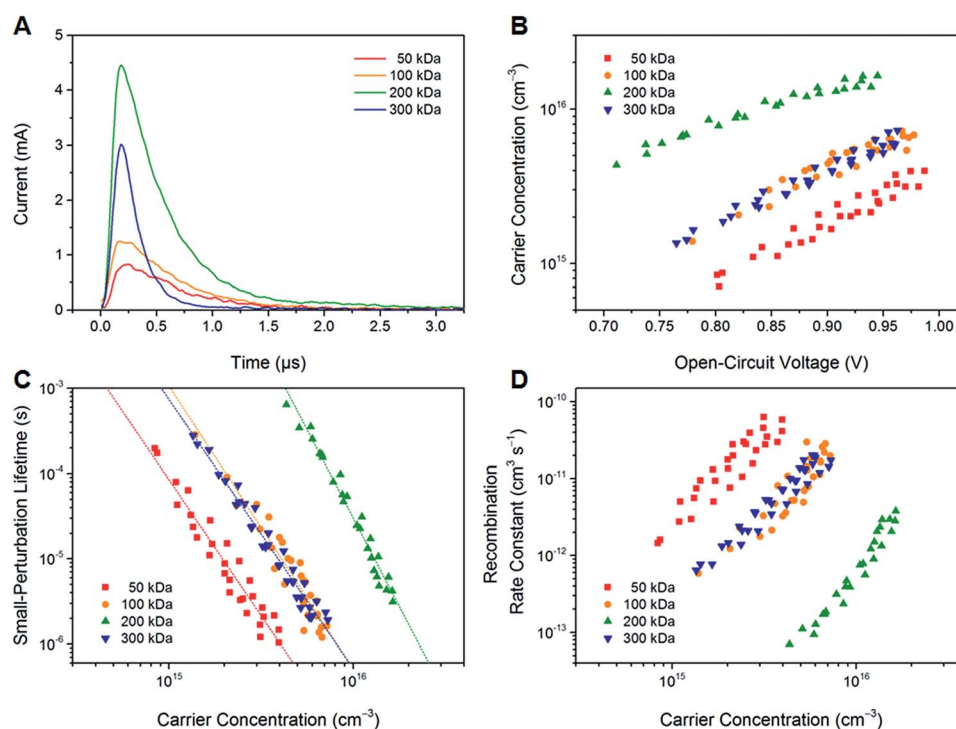 A
5
4
3
2
1
0
Current (mA)
0.0 0.5 1.0 1.5 2.0 2.5 3.0
Time (µs)
50 kDa
100 kDa
200 kDa
300 kDa
B
10¹⁶
10¹⁵
Carrier Concentration (cm⁻³)
0.70 0.75 0.80 0.85 0.90 0.95 1.00
Open-Circuit Voltage (V)
50 kDa
100 kDa
200 kDa
300 kDa
C
10⁻³
10⁻⁴
10⁻⁵
10⁻⁶
Small-Perturbation Lifetime (s)
10¹⁵ 10¹⁶
Carrier Concentration (cm⁻³)
50 kDa
100 kDa
200 kDa
300 kDa
D
10⁻¹⁰
10⁻¹¹
10⁻¹²
10⁻¹³
Recombination
Rate Constant (cm³ s⁻¹)
10¹⁵ 10¹⁶
Carrier Concentration (cm⁻³)
50 kDa
100 kDa
200 kDa
300 kDa